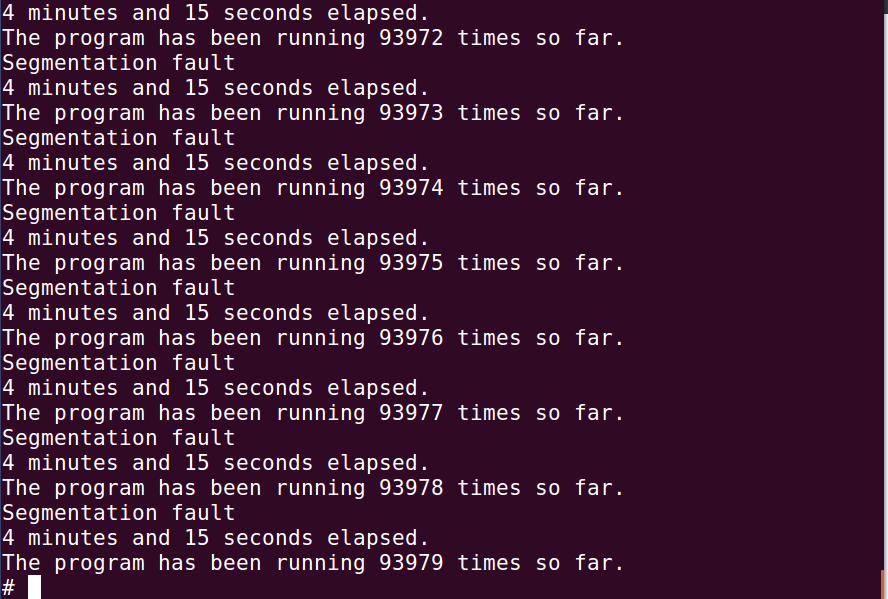 4 minutes and 15 seconds elapsed.
The program has been running 93972 times so far.
Segmentation fault
4 minutes and 15 seconds elapsed.
The program has been running 93973 times so far.
Segmentation fault
4 minutes and 15 seconds elapsed.
The program has been running 93974 times so far.
Segmentation fault
4 minutes and 15 seconds elapsed.
The program has been running 93975 times so far.
Segmentation fault
4 minutes and 15 seconds elapsed.
The program has been running 93976 times so far.
Segmentation fault
4 minutes and 15 seconds elapsed.
The program has been running 93977 times so far.
Segmentation fault
4 minutes and 15 seconds elapsed.
The program has been running 93978 times so far.
Segmentation fault
4 minutes and 15 seconds elapsed.
The program has been running 93979 times so far.
#